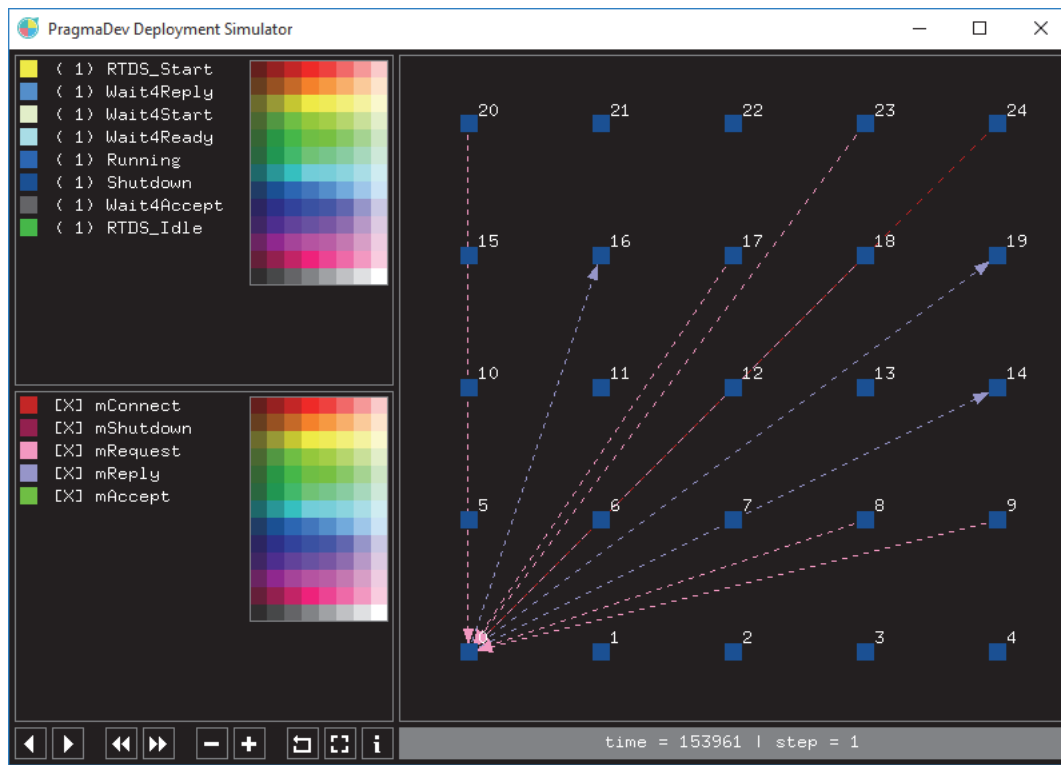 PragmaDev Deployment Simulator
( 1) RTDS_Start
( 1) Wait4Reply
( 1) Wait4Start
( 1) Wait4Ready
( 1) Running
( 1) Shutdown
( 1) Wait4Accept
( 1) RTDS_Idle
[X] mConnect
[X] mShutdown
[X] mRequest
[X] mReply
[X] mAccept
20 21 22 23 24
15 16 17 18 19
10 11 12 13 14
5 6 7 8 9
0 1 2 3 4
i
time = 153961 | step = 1